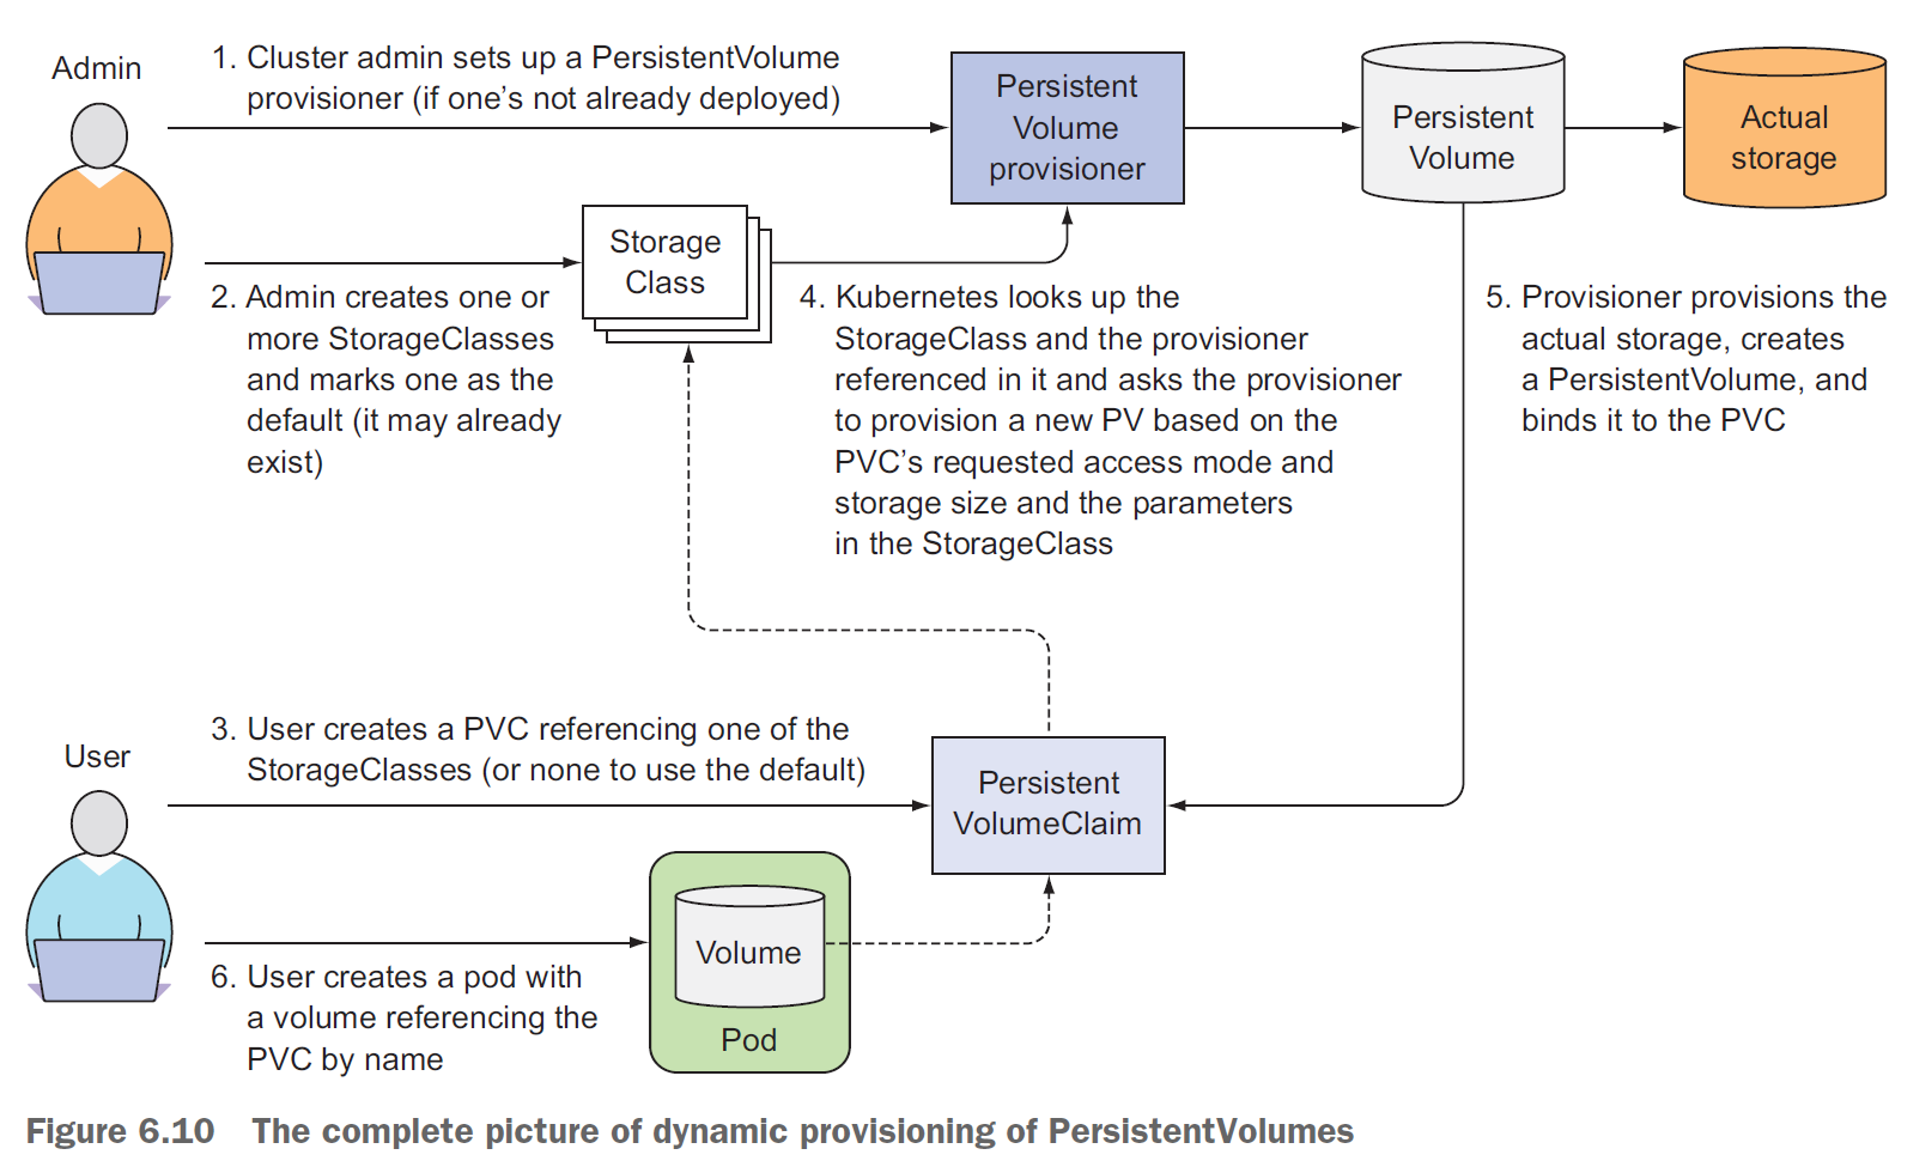 Admin
1. Cluster admin sets up a PersistentVolume
provisioner (if one's not already deployed)
Persistent
Volume
provisioner
Persistent
Volume
Actual
storage
Storage
Class
2. Admin creates one or
more StorageClasses
and marks one as the
default (it may already
exist)
4. Kubernetes looks up the
StorageClass and the provisioner
referenced in it and asks the provisioner
to provision a new PV based on the
PVC's requested access mode and
storage size and the parameters
in the StorageClass
5. Provisioner provisions the
actual storage, creates
a PersistentVolume, and
binds it to the PVC
User
3. User creates a PVC referencing one of the
StorageClasses (or none to use the default)
Persistent
VolumeClaim
Volume
Pod
6. User creates a pod with
a volume referencing the
PVC by name
Figure 6.10 The complete picture of dynamic provisioning of PersistentVolumes